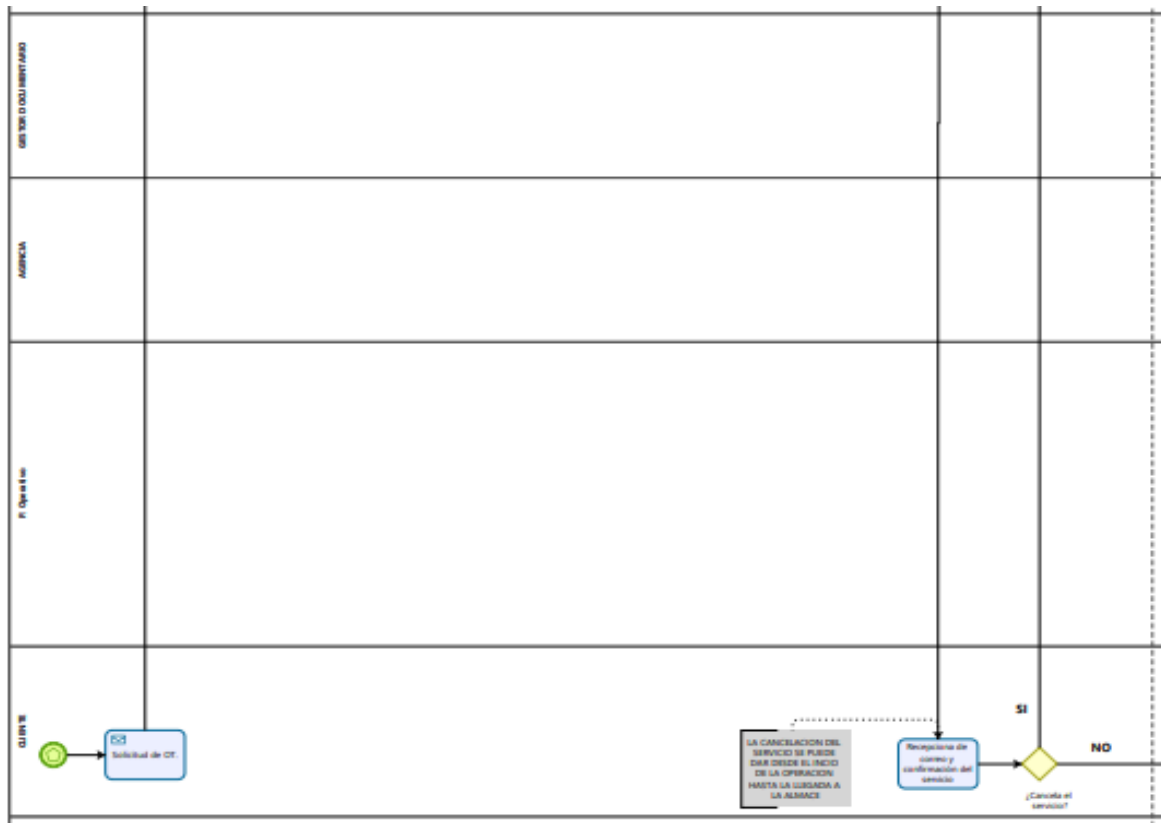 GESTOR DOCUMENTARIO
AGENCIA
P. Operativo
CLIENTE
Solicitud de OT.
LA CANCELACION DEL
SERVICIO SE PUEDE
DAR DESDE EL INCIO
DE LA OPERACION
HASTA LA LLEGADA A
LA ALMACE
Recepciona de
correo y
confirmación del
servicio
SI
NO
¿Cancela el
servicio?